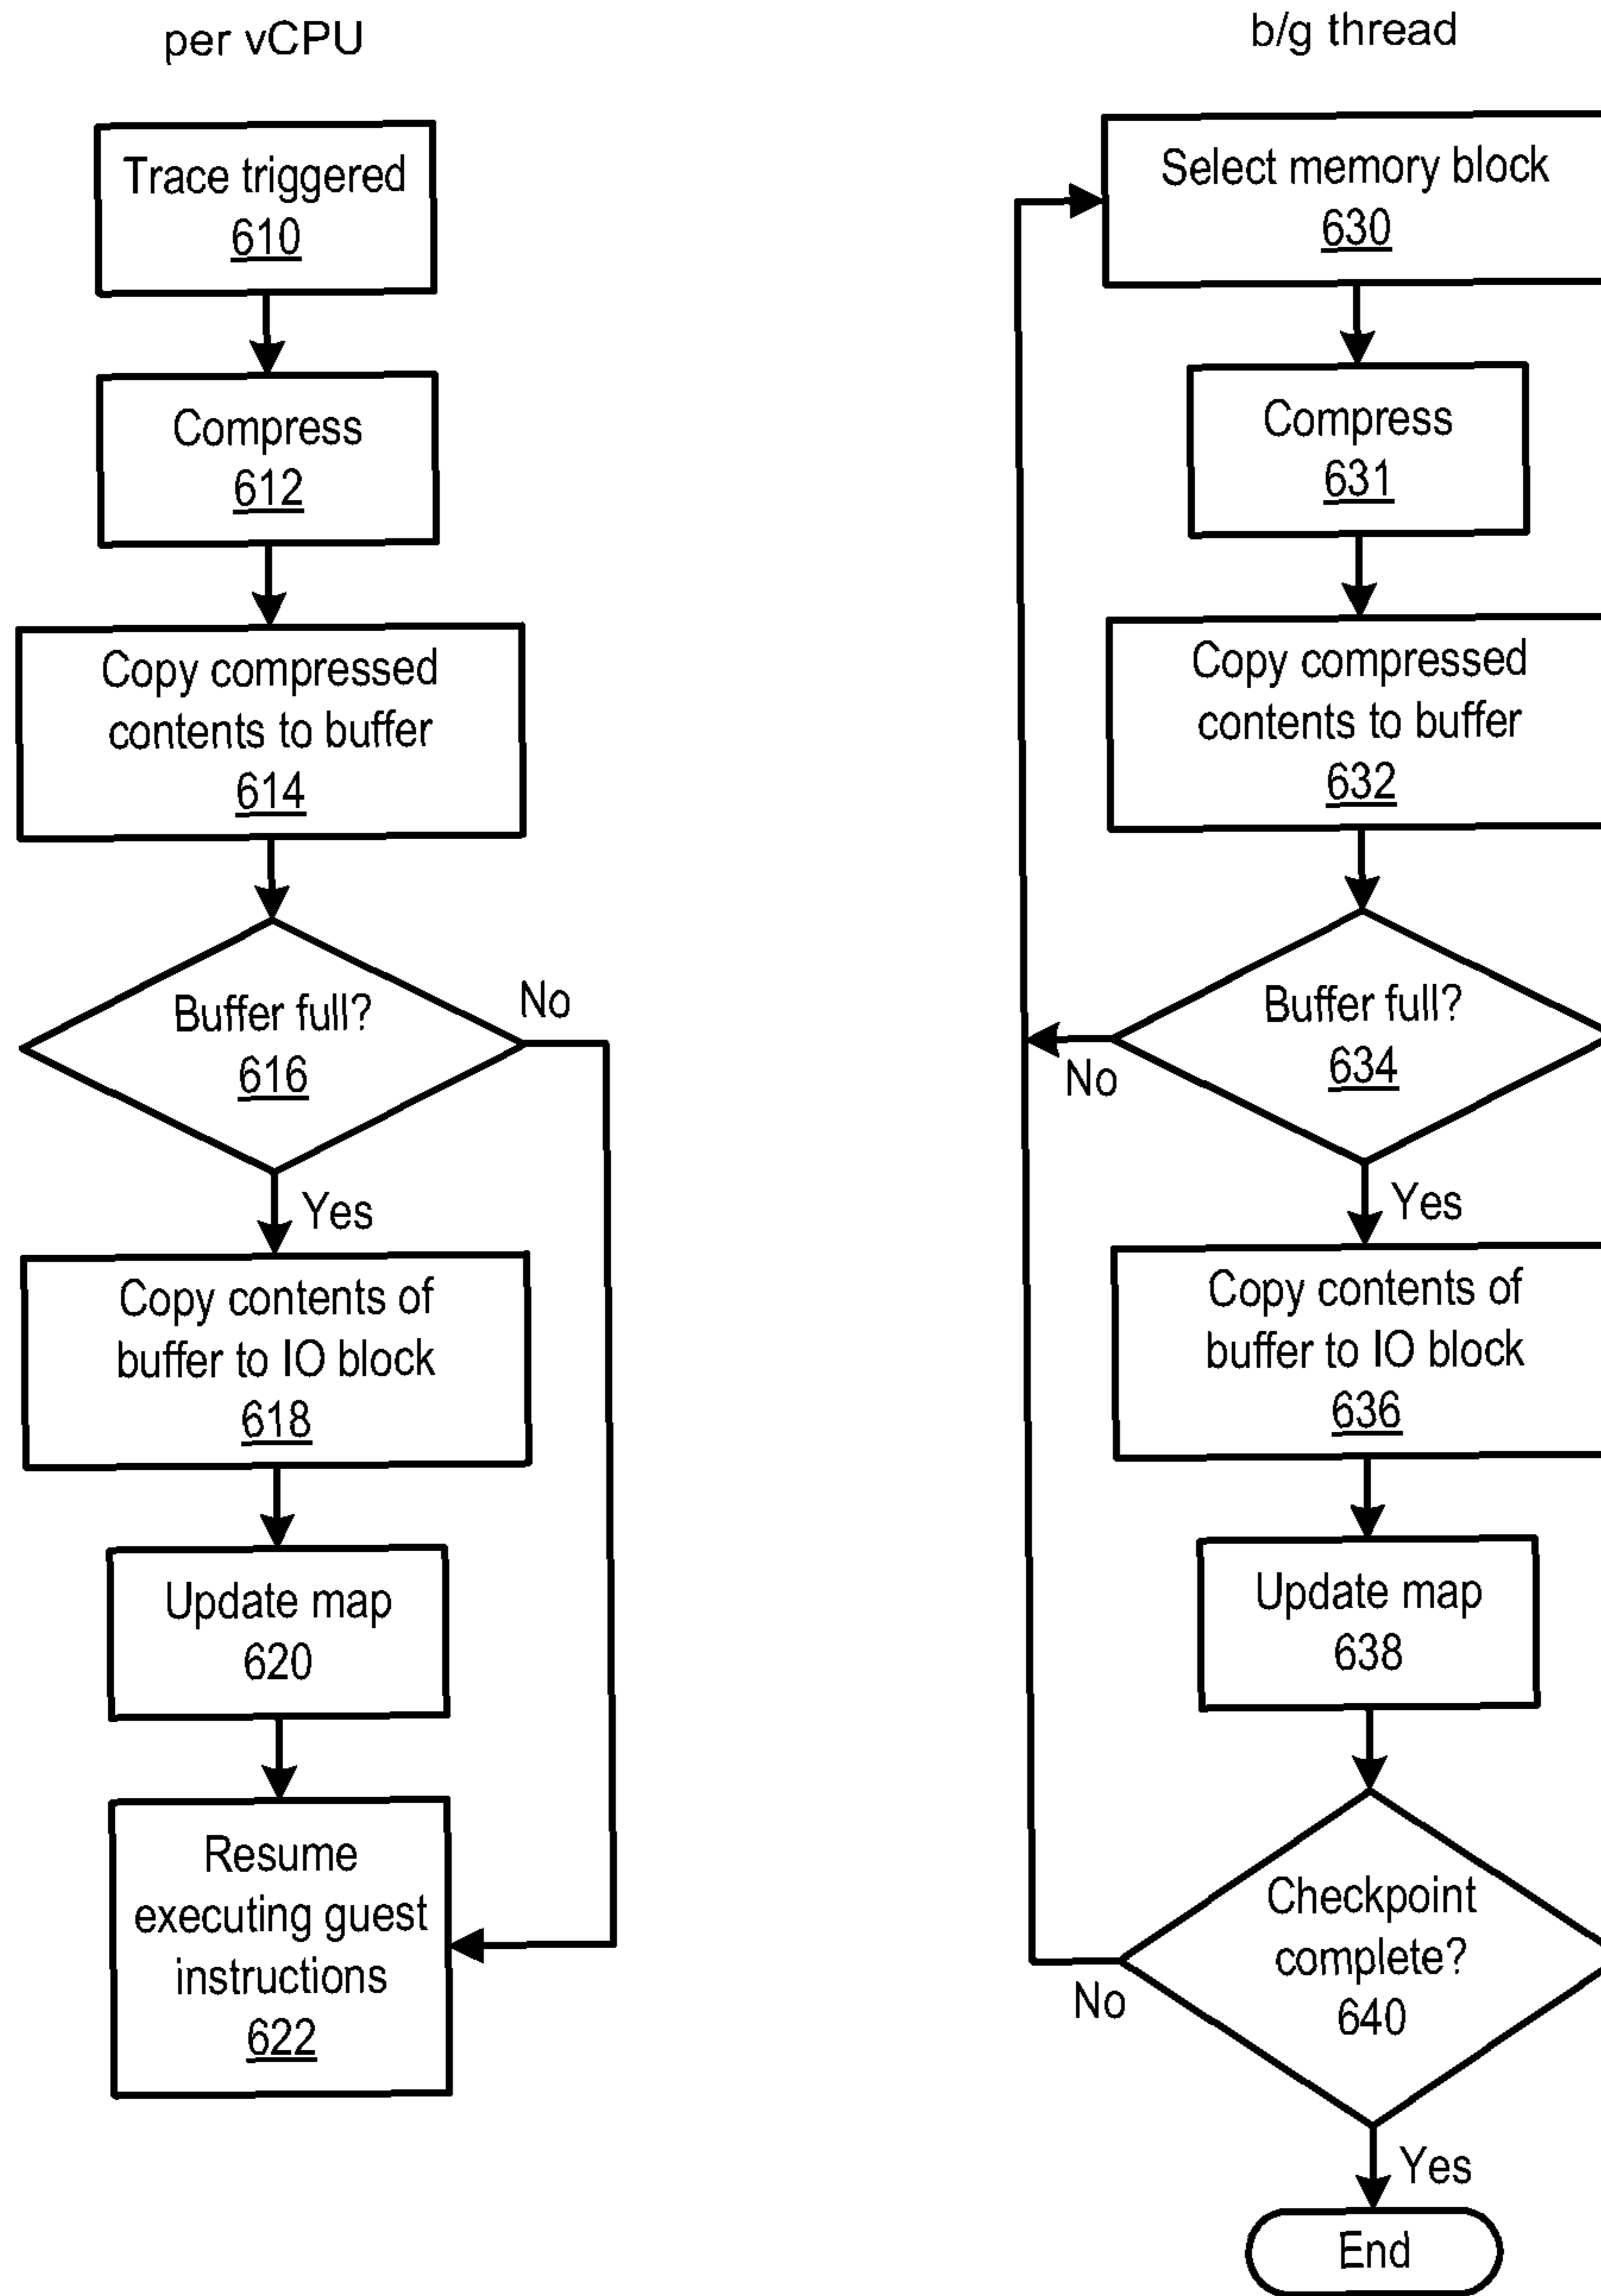 per vCPU
Trace triggered
610
Compress
612
Copy compressed
contents to buffer
614
Buffer full?
616
No
Yes
Copy contents of
buffer to IO block
618
Update map
620
Resume
executing guest
instructions
622
b/g thread
Select memory block
630
Compress
631
Copy compressed
contents to buffer
632
Buffer full?
634
No
Yes
Copy contents of
buffer to IO block
636
Update map
638
Checkpoint
complete?
640
No
Yes
End